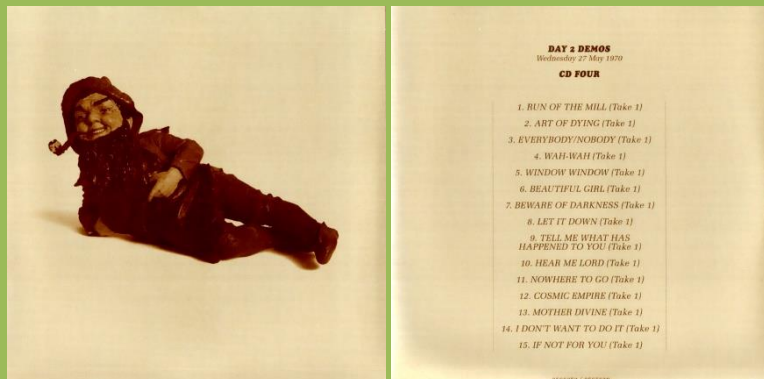 DAY 2 DEMOS
Wednesday 27 May 1970
CD FOUR
1. RUN OF THE MILL (Take 1)
2. ART OF DYING (Take 1)
3. EVERYBODY/NOBODY (Take 1)
4. WAH-WAH (Take 1)
5. WINDOW WINDOW (Take 1)
6. BEAUTIFUL GIRL (Take 1)
7. BEWARE OF DARKNESS (Take 1)
8. LET IT DOWN (Take 1)
9. TELL ME WHAT HAS
HAPPENED TO YOU (Take 1)
10. HEAR ME LORD (Take 1)
11. NOWHERE TO GO (Take 1)
12. COSMIC EMPIRE (Take 1)
13. MOTHER DIVINE (Take 1)
14. I DON'T WANT TO DO IT (Take 1)
15. IF NOT FOR YOU (Take 1)